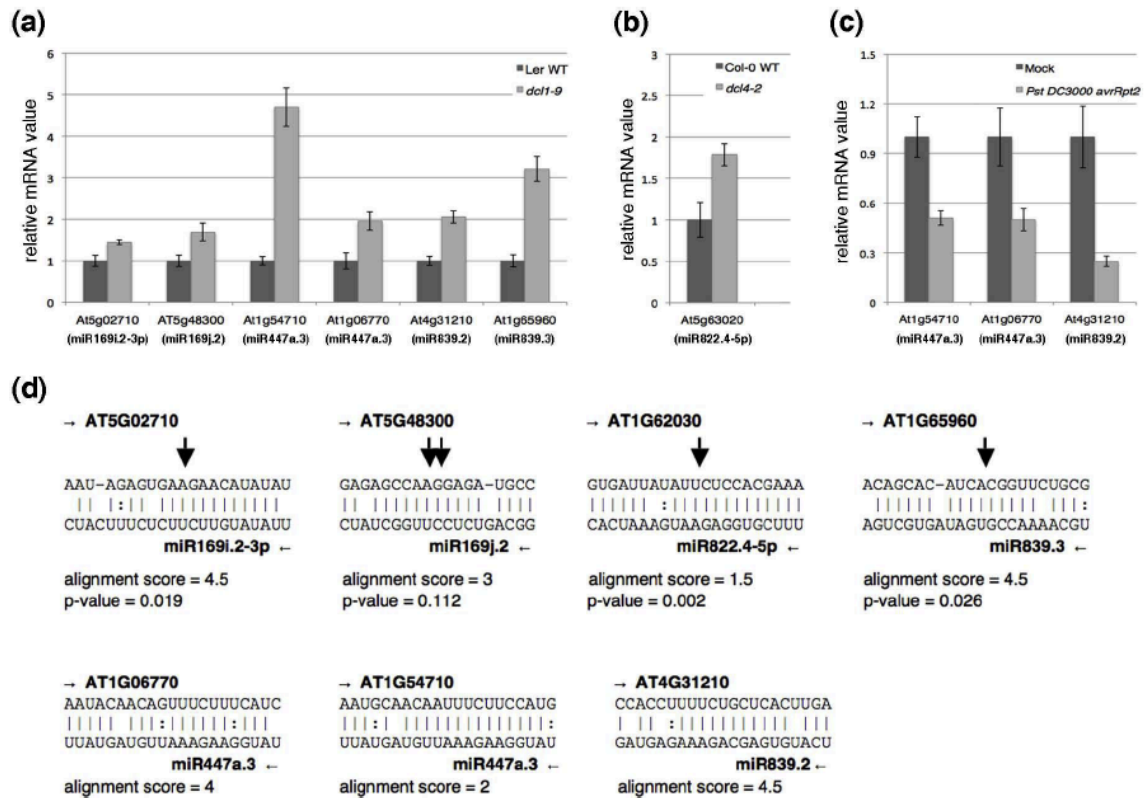 (a)
relative mRNA value
6
5
4
3
2
1
0
Ler WT
dcl1-9
At5g02710 AT5g48300 At1g54710 At1g06770 At4g31210 At1g65960
(miR169i.2-3p) (miR169j.2) (miR447a.3) (miR447a.3) (miR839.2) (miR839.3)
(b)
relative mRNA value
3
2.5
2
1.5
1
0.5
0
Col-0 WT
dcl4-2
At5g63020
(miR822.4-5p)
(c)
relative mRNA value
1.5
1.2
0.9
0.6
0.3
0
Mock
Pst DC3000 avrRpt2
At1g54710 At1g06770 At4g31210
(miR447a.3) (miR447a.3) (miR839.2)
(d)
→ AT5G02710
AAU-AGAGUGAAGAACAUAUAU
CUACUUUCUCUUCUUGUAUAUU
miR169i.2-3p ←
alignment score = 4.5
p-value = 0.019
→ AT5G48300
GAGAGCCAAGGAGA-UGCC
CUAUCGGUUCCUCUGACGG
miR169j.2 ←
alignment score = 3
p-value = 0.112
→ AT1G62030
GUGAUUAUAUUCUCCACGAAA
CACUAAAGUAAGAGGUGCUUU
miR822.4-5p ←
alignment score = 1.5
p-value = 0.002
→ AT1G65960
ACAGCAC-AUCACGGUUCUGCG
AGUCGUGAUAGUGCCAAAACGU
miR839.3 ←
alignment score = 4.5
p-value = 0.026
→ AT1G06770
AAUACAACAGUUUCUUUCAUC
UUAUGAUGUUAAAGAAGGUAU
miR447a.3 ←
alignment score = 4
→ AT1G54710
AAUGCAACAAUUUCUUCCAUG
UUAUGAUGUUAAAGAAGGUAU
miR447a.3 ←
alignment score = 2
→ AT4G31210
CCACCUUUUCUGCUCACUUGA
GAUGAGAAAGACGAGUGUACU
miR839.2 ←
alignment score = 4.5